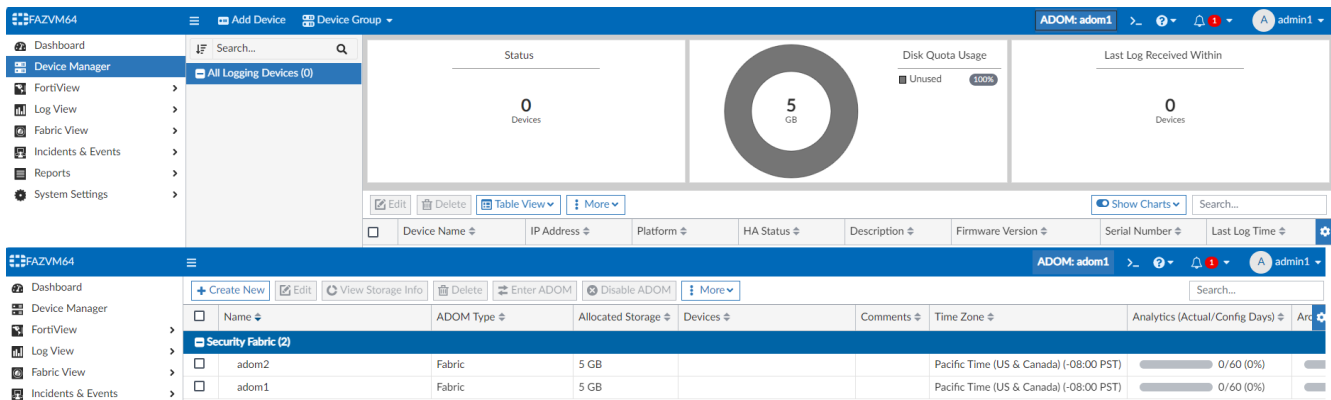 FAZVM64 Add Device Device Group ADOM: adom1 >_ ? 1 A admin1
Dashboard
Device Manager
FortiView
Log View
Fabric View
Incidents & Events
Reports
System Settings
Search...
All Logging Devices (0)
Status
0
Devices
5
GB
Disk Quota Usage
Unused 100%
Last Log Received Within
0
Devices
Edit Delete Table View More Show Charts Search...
Device Name IP Address Platform HA Status Description Firmware Version Serial Number Last Log Time
FAZVM64 ADOM: adom1 >_ ? 1 A admin1
Dashboard
Device Manager
FortiView
Log View
Fabric View
Incidents & Events
+ Create New Edit View Storage Info Delete Enter ADOM Disable ADOM More Search...
Name ADOM Type Allocated Storage Devices Comments Time Zone Analytics (Actual/Config Days)
Security Fabric (2)
adom2 Fabric 5 GB Pacific Time (US & Canada) (-08:00 PST) 0/60 (0%)
adom1 Fabric 5 GB Pacific Time (US & Canada) (-08:00 PST) 0/60 (0%)